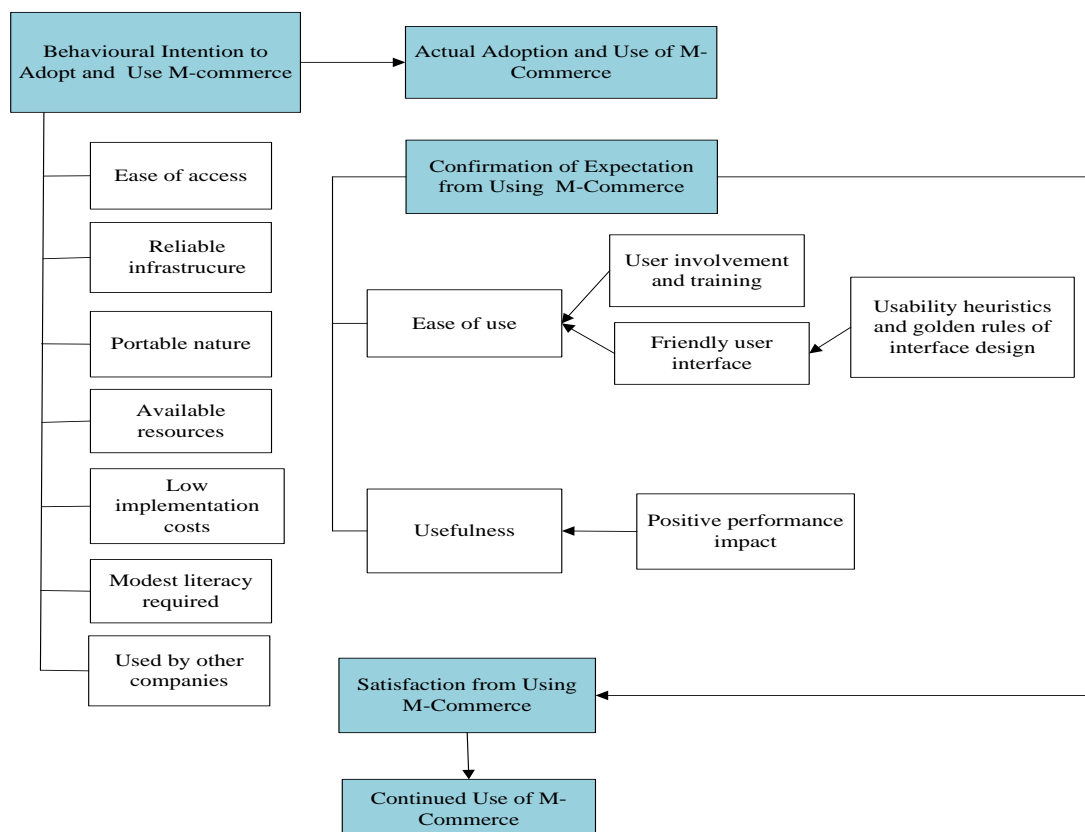 Behavioural Intention to
Adopt and Use M-commerce
Actual Adoption and Use of M-
Commerce
Ease of access
Reliable
infrastrucure
Portable nature
Available
resources
Low
implementation
costs
Modest literacy
required
Used by other
companies
Confirmation of Expectation
from Using M-Commerce
Ease of use
User involvement
and training
Friendly user
interface
Usability heuristics
and golden rules of
interface design
Usefulness
Positive performance
impact
Satisfaction from Using
M-Commerce
Continued Use of M-
Commerce